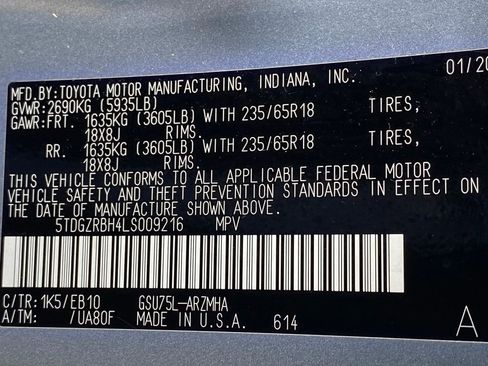 MFD.BY:TOYOTA MOTOR MANUFACTURING, INDIANA, INC. 01/20
GVWR:2690KG (5935LB)
GAWR:FRT. 1635KG (3605LB) WITH 235/65R18 TIRES,
18X8J RIMS.
RR. 1635KG (3605LB) WITH 235/65R18 TIRES,
18X8J RIMS.
THIS VEHICLE CONFORMS TO ALL APPLICABLE FEDERAL MOTOR
VEHICLE SAFETY AND THEFT PREVENTION STANDARDS IN EFFECT ON
THE DATE OF MANUFACTURE SHOWN ABOVE.
5TDGZRBH4LS009216 MPV
C/TR:1K5/EB10 GSU75L-ARZMHA
A/TM: /UA80F MADE IN U.S.A. 614 A